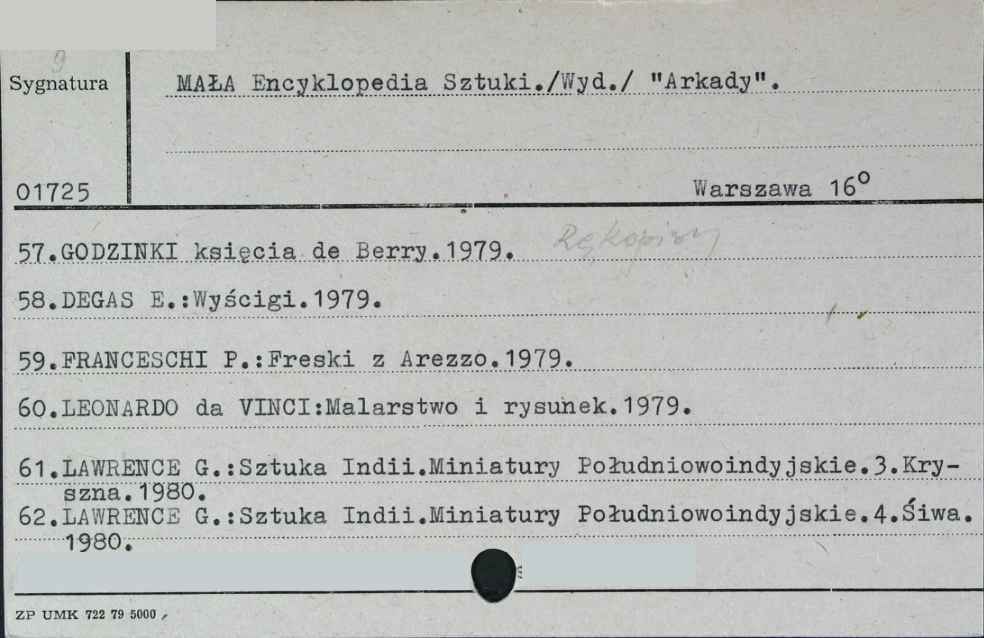 9
Sygnatura
MAŁA Encyklopedia Sztuki./Wyd./ "Arkady".
01725
Warszawa 16°
57.GODZINKI księcia de Berry.1979. Rękopisy
58.DEGAS E.:Wyścigi.1979.
59.FRANCESCHI P.:Freski z Arezzo.1979.
60.LEONARDO da VINCI:Malarstwo i rysunek.1979.
61.LAWRENCE G.:Sztuka Indii.Miniatury Południowoindyjskie.3.Kry-
szna.1980.
62.LAWRENCE G.:Sztuka Indii.Miniatury Południowoindyjskie.4.Śiwa.
1980.
ZP UMK 722 79 5000